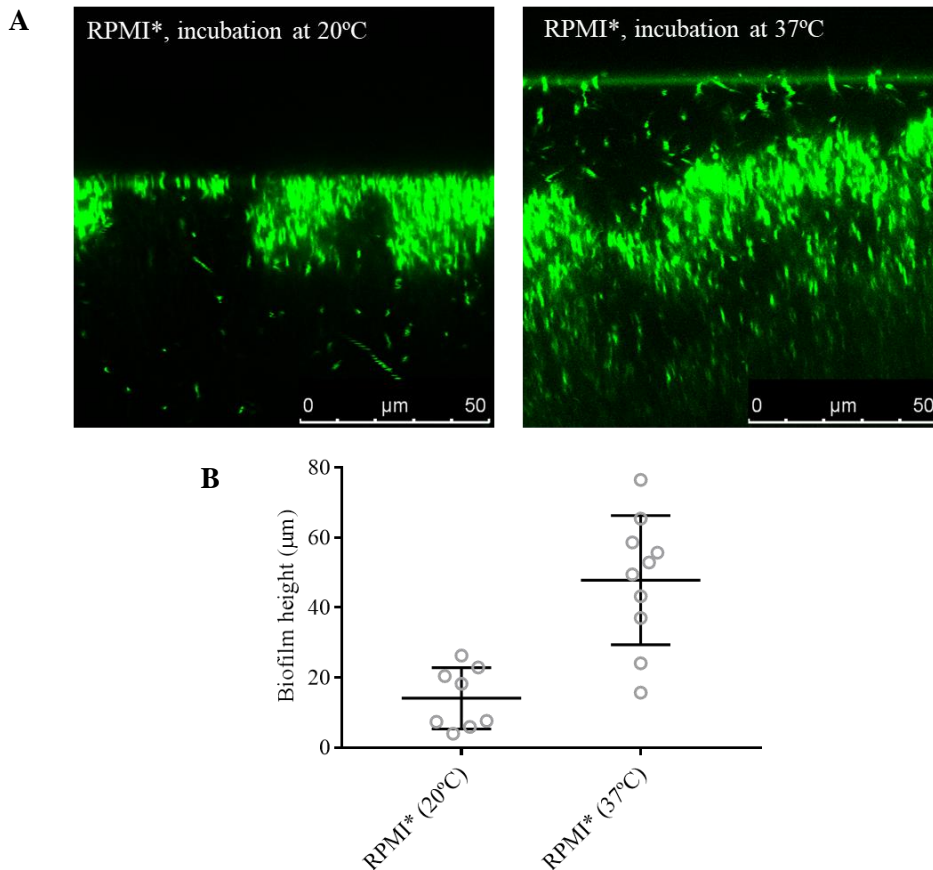 A
RPMI*, incubation at 20ºC
RPMI*, incubation at 37ºC
0 µm 50
0 µm 50
B
Biofilm height (µm)
80
60
40
20
0
RPMI* (20ºC)
RPMI* (37ºC)